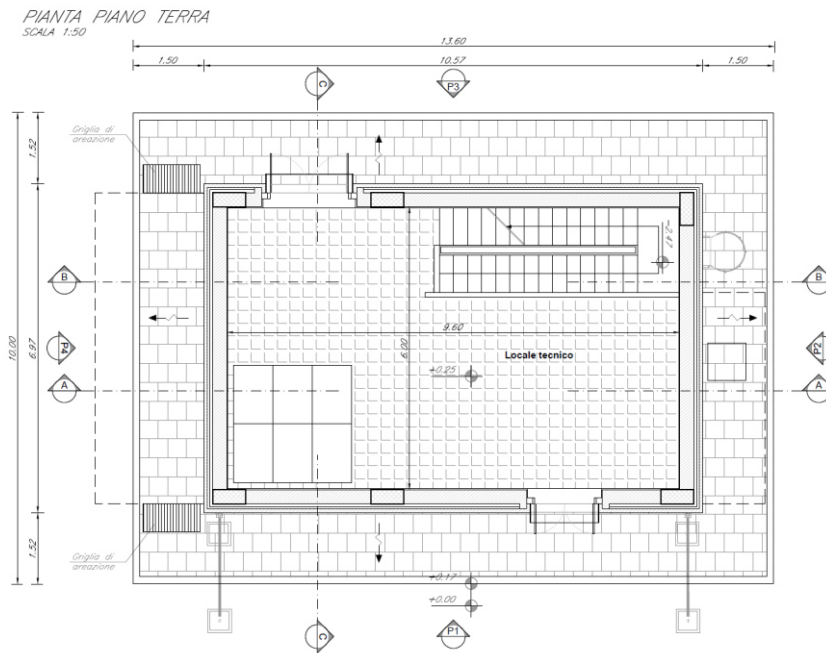 PIANTA PIANO TERRA
SCALA 1:50
13.60
1.50
10.57
1.50
C
P3
Griglia di
areazione
1.52
-2.47
B
B
10.00
6.97
P4
9.60
6.00
Locale tecnico
P2
+0.25
A
A
Griglia di
areazione
1.52
+0.17
+0.00
C
P1